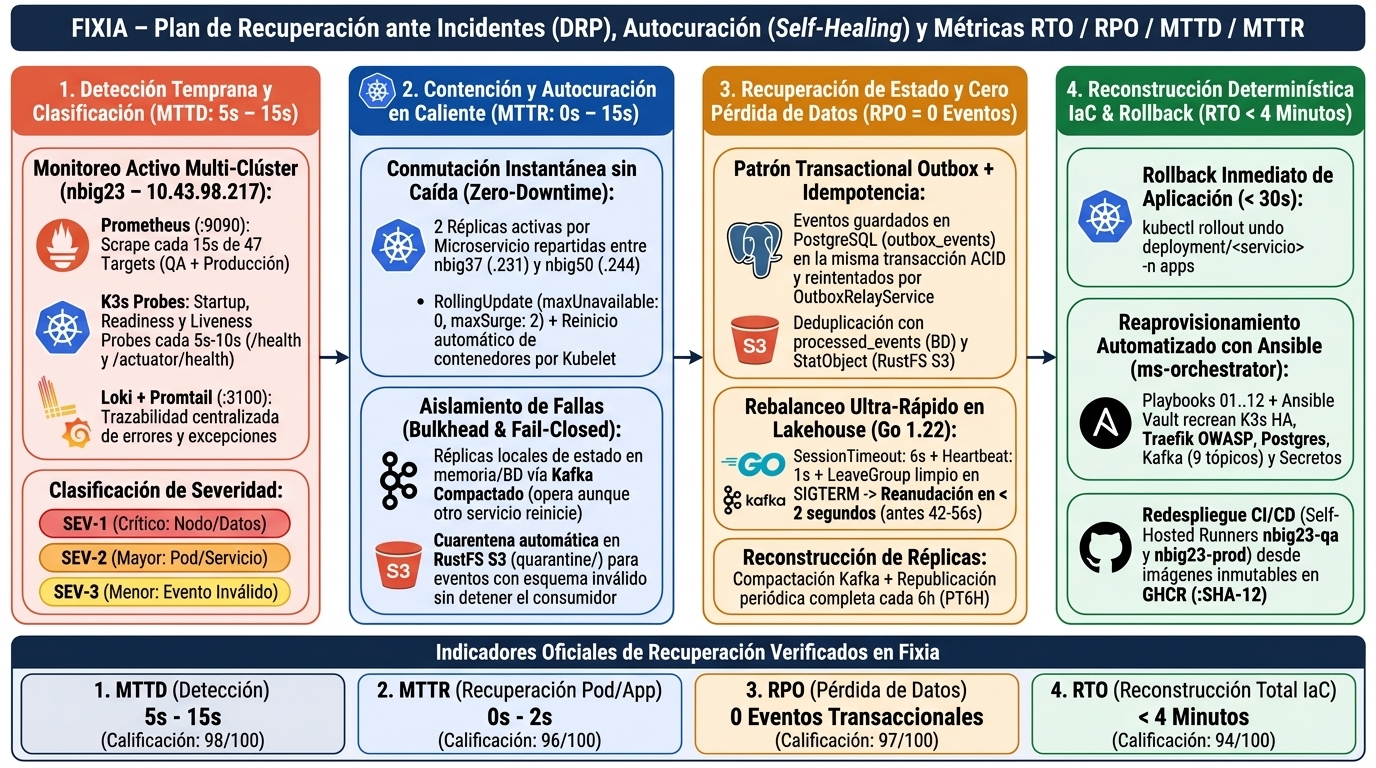 FIXIA – Plan de Recuperación ante Incidentes (DRP), Autocuración (Self-Healing) y Métricas RTO / RPO / MTTD / MTTR
1. Detección Temprana y
Clasificación (MTTD: 5s – 15s)
Monitoreo Activo Multi-Clúster
(nbig23 – 10.43.98.217):
Prometheus (:9090):
Scrape cada 15s de 47
Targets (QA + Producción)
K3s Probes: Startup,
Readiness y Liveness
Probes cada 5s-10s (/health
y /actuator/health)
Loki + Promtail (:3100):
Trazabilidad centralizada
de errores y excepciones
Clasificación de Severidad:
SEV-1 (Crítico: Nodo/Datos)
SEV-2 (Mayor: Pod/Servicio)
SEV-3 (Menor: Evento Inválido)
2. Contención y Autocuración
en Caliente (MTTR: 0s – 15s)
Conmutación Instantánea sin
Caída (Zero-Downtime):
2 Réplicas activas por
Microservicio repartidas entre
nbig37 (.231) y nbig50 (.244)
• RollingUpdate (maxUnavailable:
0, maxSurge: 2) + Reinicio
automático de
contenedores por Kubelet
Aislamiento de Fallas
(Bulkhead & Fail-Closed):
Réplicas locales de estado en
memoria/BD vía Kafka
Compactado (opera aunque
otro servicio reinicie)
S3
Cuarentena automática en
RustFS S3 (quarantine/) para
eventos con esquema inválido
sin detener el consumidor
3. Recuperación de Estado y Cero
Pérdida de Datos (RPO = 0 Eventos)
Patrón Transactional Outbox +
Idempotencia:
Eventos guardados en
PostgreSQL (outbox_events)
en la misma transacción ACID
y reintentados por
OutboxRelayService
S3
Deduplicación con
processed_events (BD) y
StatObject (RustFS S3)
Rebalanceo Ultra-Rápido en
Lakehouse (Go 1.22):
GO
kafka
SessionTimeout: 6s + Heartbeat:
1s + LeaveGroup limpio en
SIGTERM -> Reanudación en <
2 segundos (antes 42-56s)
Reconstrucción de Réplicas:
Compactación Kafka + Republicación
periódica completa cada 6h (PT6H)
4. Reconstrucción Determinística
IaC & Rollback (RTO < 4 Minutos)
Rollback Inmediato de
Aplicación (< 30s):
kubectl rollout undo
deployment/<servicio>
-n apps
Reaprovisionamiento
Automatizado con Ansible
(ms-orchestrator):
Playbooks 01..12 + Ansible
Vault recrean K3s HA,
Traefik OWASP, Postgres,
Kafka (9 tópicos) y Secretos
Redespliegue CI/CD (Self-
Hosted Runners nbig23-qa
y nbig23-prod) desde
imágenes inmutables en
GHCR (:SHA-12)
Indicadores Oficiales de Recuperación Verificados en Fixia
1. MTTD (Detección)
5s - 15s
(Calificación: 98/100)
2. MTTR (Recuperación Pod/App)
0s - 2s
(Calificación: 96/100)
3. RPO (Pérdida de Datos)
0 Eventos Transaccionales
(Calificación: 97/100)
4. RTO (Reconstrucción Total IaC)
< 4 Minutos
(Calificación: 94/100)